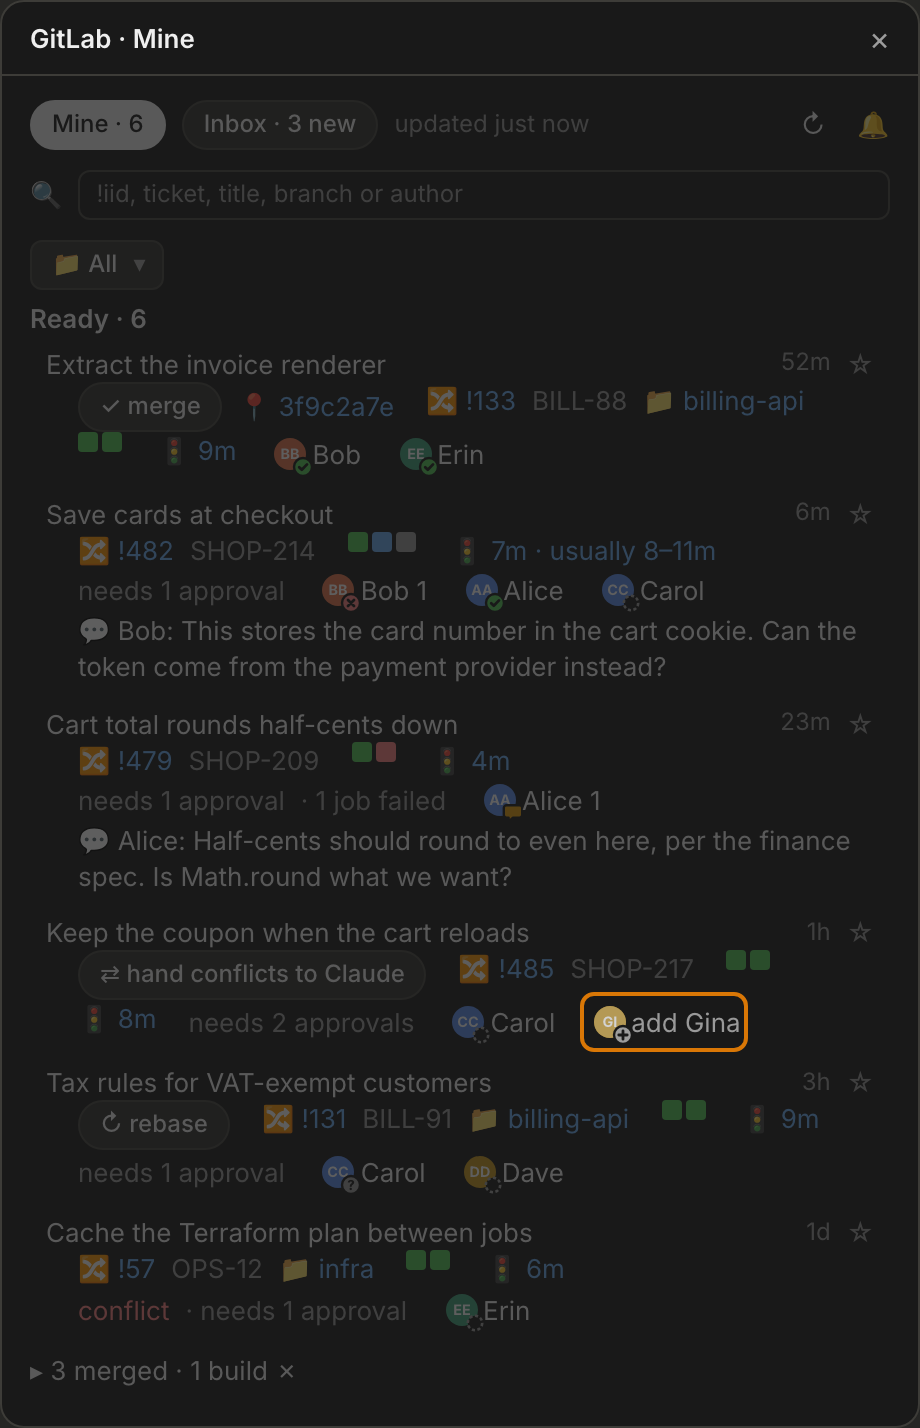 GitLab · Mine ✕
Mine · 6 Inbox · 3 new updated just now
!iid, ticket, title, branch or author
All ▾
Ready · 6
Extract the invoice renderer 52m ☆
✓ merge 3f9c2a7e !133 BILL-88 billing-api
9m BB Bob EE Erin
Save cards at checkout 6m ☆
!482 SHOP-214 7m · usually 8–11m
needs 1 approval BB Bob 1 AA Alice CC Carol
Bob: This stores the card number in the cart cookie. Can the
token come from the payment provider instead?
Cart total rounds half-cents down 23m ☆
!479 SHOP-209 4m
needs 1 approval · 1 job failed AA Alice 1
Alice: Half-cents should round to even here, per the finance
spec. Is Math.round what we want?
Keep the coupon when the cart reloads 1h ☆
⇄ hand conflicts to Claude !485 SHOP-217
8m needs 2 approvals CC Carol GI add Gina
Tax rules for VAT-exempt customers 3h ☆
↻ rebase !131 BILL-91 billing-api 9m
needs 1 approval CC Carol DD Dave
Cache the Terraform plan between jobs 1d ☆
!57 OPS-12 infra 6m
conflict · needs 1 approval EE Erin
▸ 3 merged · 1 build ✕